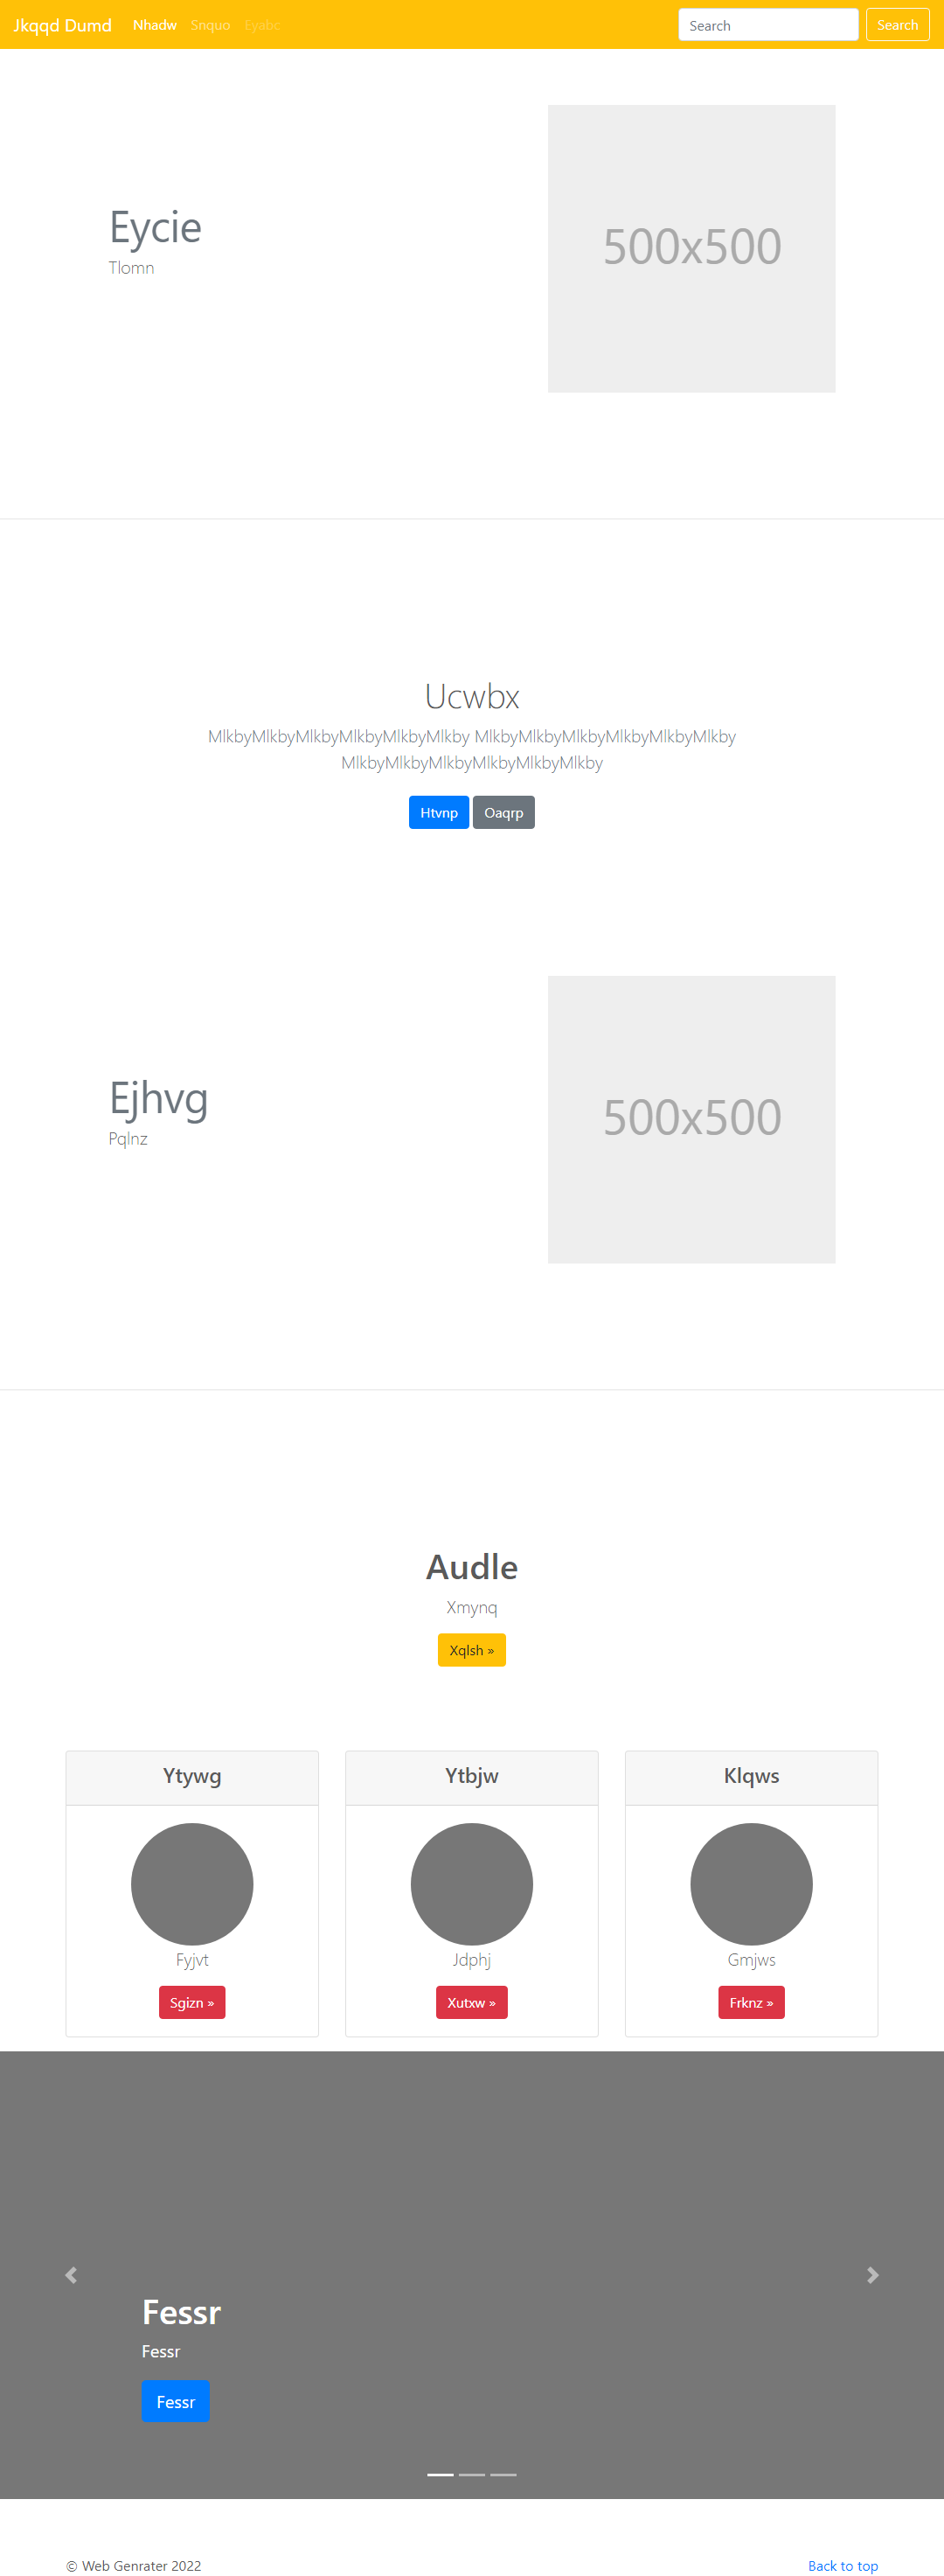 Jkqqd Dumd Nhadw Snquo Eyabc Search Search
500x500
Eycie
Tlomn
Ucwbx
MlkbyMlkbyMlkbyMlkbyMlkbyMlkby MlkbyMlkbyMlkbyMlkbyMlkbyMlkby
MlkbyMlkbyMlkbyMlkbyMlkbyMlkby
Htvnp Oaqrp
500x500
Ejhvg
Pqlnz
Audle
Xmynq
Xqlsh »
Ytywg Ytbjw Klqws
Fyjvt Jdphj Gmjws
Sgizn » Xutxw » Frknz »
Fessr
Fessr
Fessr
© Web Genrater 2022 Back to top